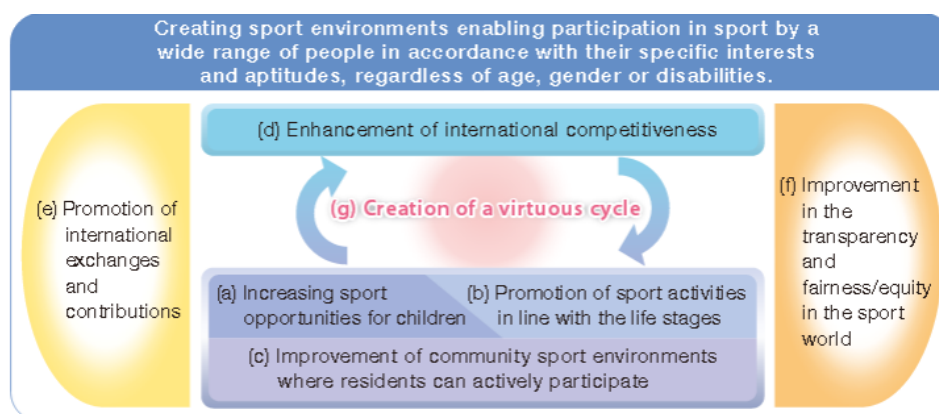 Creating sport environments enabling participation in sport by a
wide range of people in accordance with their specific interests
and aptitudes, regardless of age, gender or disabilities.
(d) Enhancement of international competitiveness
(e) Promotion of
international
exchanges
and
contributions
(g) Creation of a virtuous cycle
(f) Improvement
in the
transparency
and
fairness/equity
in the sport
world
(a) Increasing sport
opportunities for children
(b) Promotion of sport activities
in line with the life stages
(c) Improvement of community sport environments
where residents can actively participate